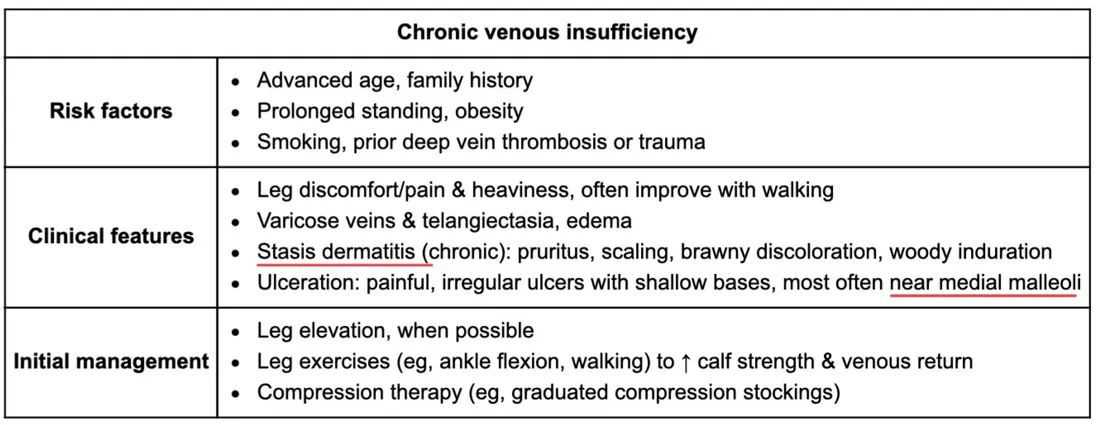 Chronic venous insufficiency
Risk factors
• Advanced age, family history
• Prolonged standing, obesity
• Smoking, prior deep vein thrombosis or trauma
Clinical features
• Leg discomfort/pain & heaviness, often improve with walking
• Varicose veins & telangiectasia, edema
• Stasis dermatitis (chronic): pruritus, scaling, brawny discoloration, woody induration
• Ulceration: painful, irregular ulcers with shallow bases, most often near medial malleoli
Initial management
• Leg elevation, when possible
• Leg exercises (eg, ankle flexion, walking) to ↑ calf strength & venous return
• Compression therapy (eg, graduated compression stockings)